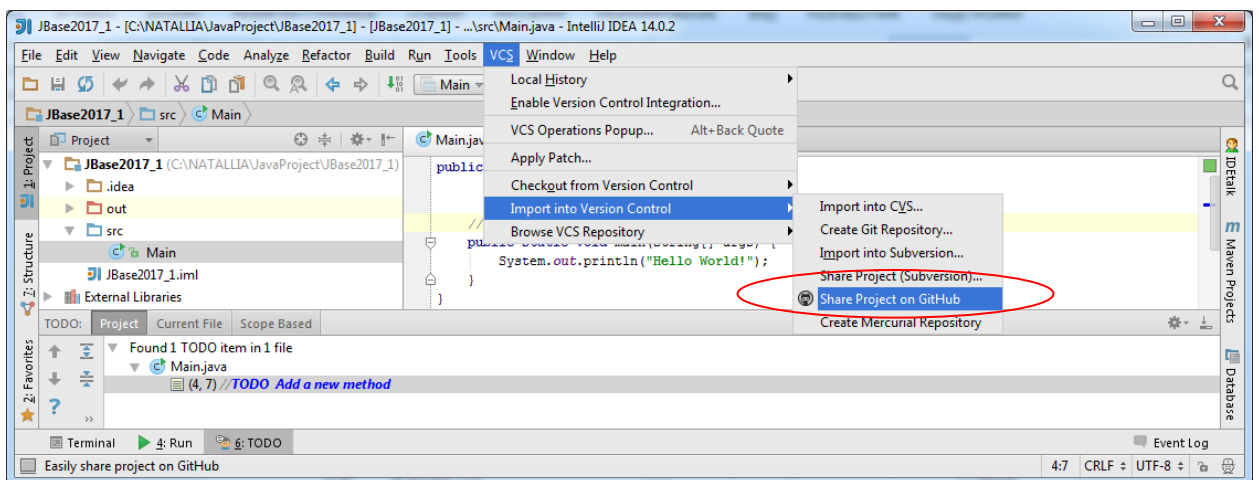 JBase2017_1 - [C:\NATALLIA\JavaProject\JBase2017_1] - [JBase2017_1] - ...\src\Main.java - IntelliJ IDEA 14.0.2
File Edit View Navigate Code Analyze Refactor Build Run Tools VCS Window Help
Main
JBase2017_1 src Main
Local History
Enable Version Control Integration...
VCS Operations Popup... Alt+Back Quote
Apply Patch...
Checkout from Version Control
Import into Version Control
Browse VCS Repository
Import into CVS...
Create Git Repository...
Import into Subversion...
Share Project (Subversion)...
Share Project on GitHub
Create Mercurial Repository
1: Project
7: Structure
2: Favorites
Project
JBase2017_1 (C:\NATALLIA\JavaProject\JBase2017_1)
.idea
out
src
Main
JBase2017_1.iml
External Libraries
Main.jav
public
//
public static void main(String[] args) {
System.out.println("Hello World!");
}
}
IDEtalk
m Maven Projects
Database
TODO: Project Current File Scope Based
Found 1 TODO item in 1 file
Main.java
(4, 7) //TODO Add a new method
Terminal 4: Run 6: TODO Event Log
Easily share project on GitHub 4:7 CRLF UTF-8